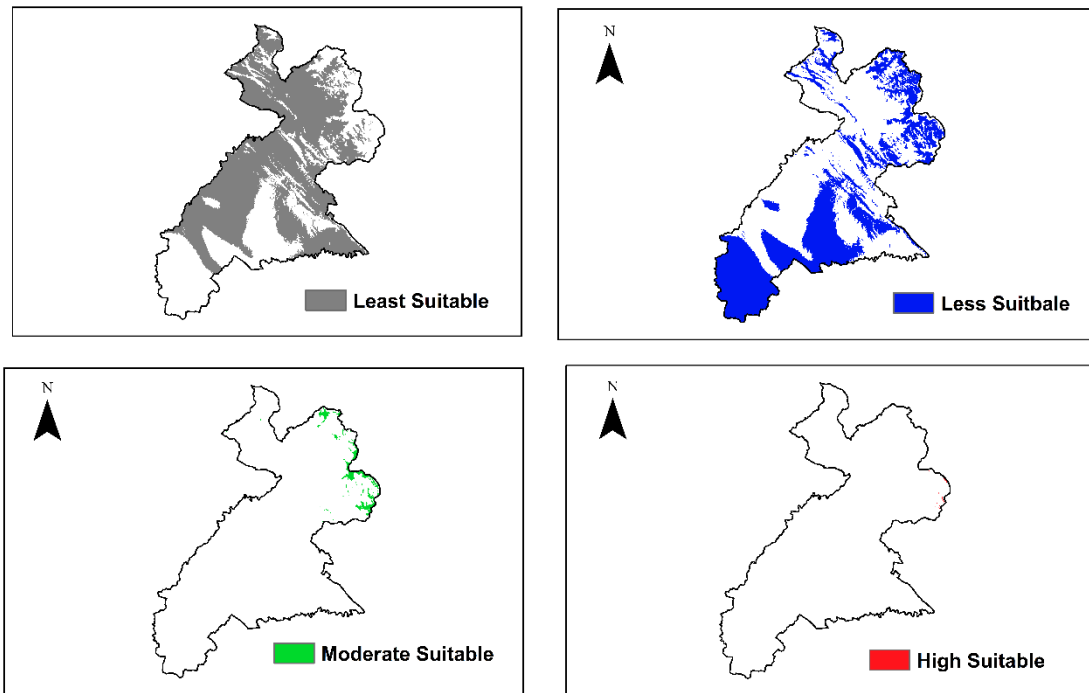 Least Suitable
N
Less Suitbale
N
Moderate Suitable
N
High Suitable